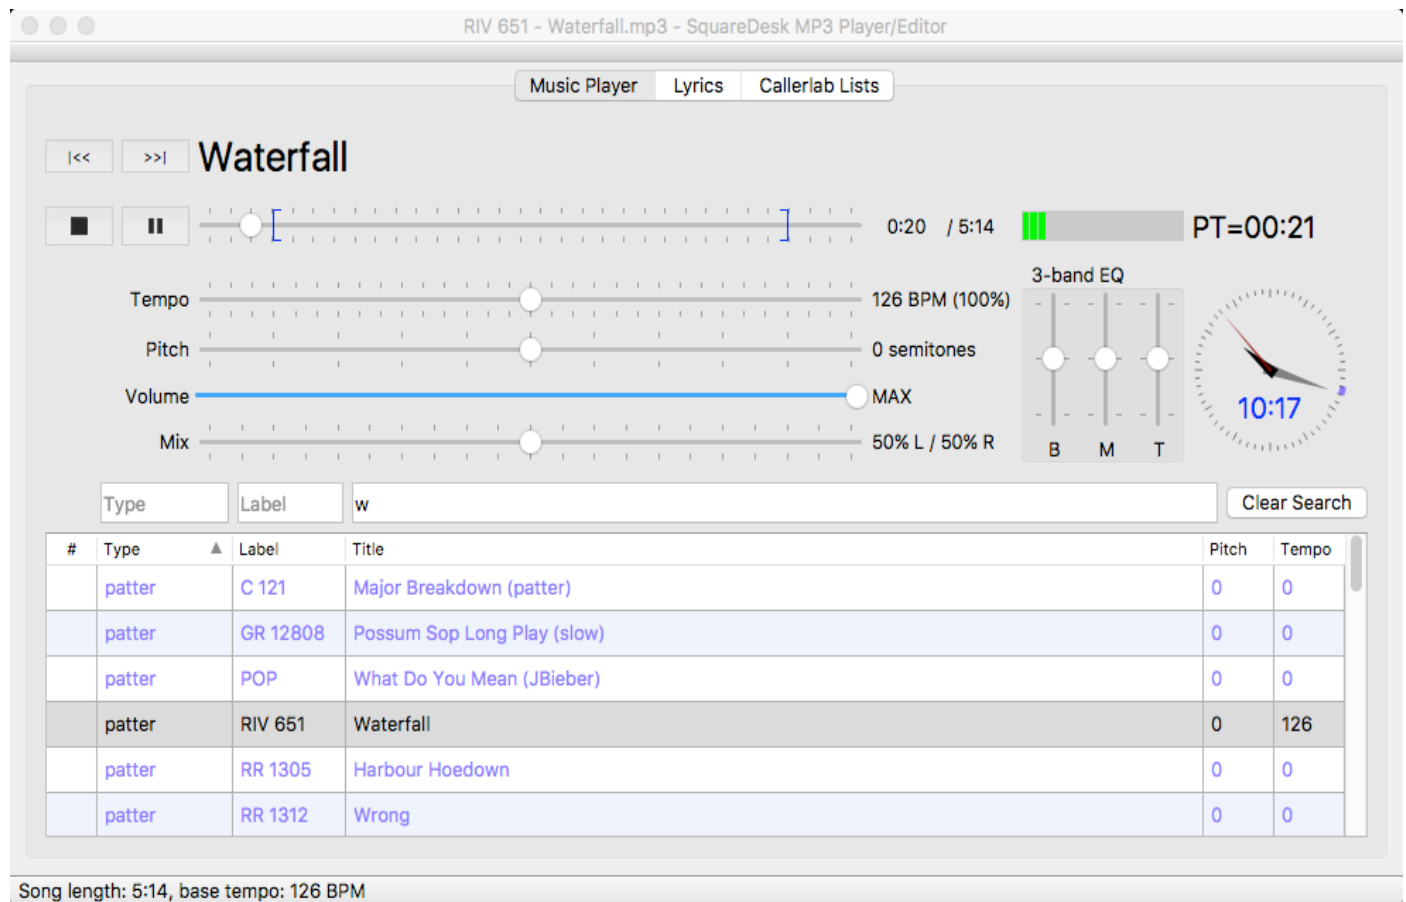 RIV 651 - Waterfall.mp3 - SquareDesk MP3 Player/Editor
Music Player Lyrics Callerlab Lists
|<< >>| Waterfall
0:20 / 5:14 PT=00:21
3-band EQ
Tempo 126 BPM (100%)
Pitch 0 semitones
Volume MAX
10:17
Mix 50% L / 50% R
B M T
Type Label w Clear Search
# Type ▲ Label Title Pitch Tempo
patter C 121 Major Breakdown (patter) 0 0
patter GR 12808 Possum Sop Long Play (slow) 0 0
patter POP What Do You Mean (JBieber) 0 0
patter RIV 651 Waterfall 0 126
patter RR 1305 Harbour Hoedown 0 0
patter RR 1312 Wrong 0 0
Song length: 5:14, base tempo: 126 BPM